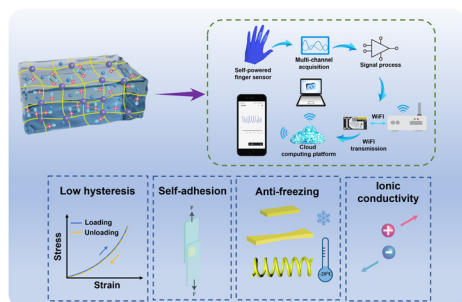 Self-powered
finger sensor
Multi-channel
acquisition
Signal process
WiFI
WiFI
transmission
Cloud
computing platform
Low hysteresis
Loading
Unloading
Stress
Strain
Self-adhesion
F
F
Anti-freezing
-20℃
Ionic
conductivity
+
-